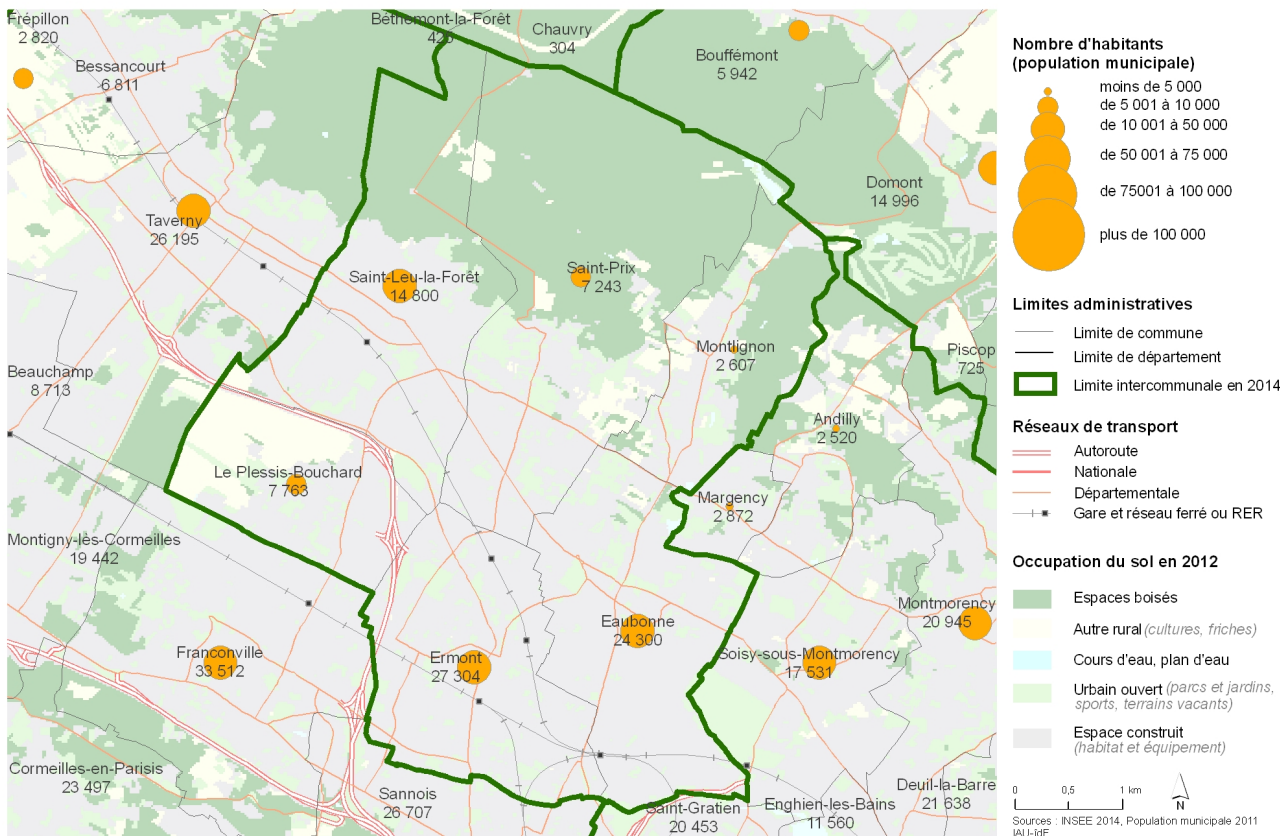 Frépillon
2 820
Bessancourt
6 811
Béthemont-la-Forêt
Chauvry
304
Bouffémont
5 942
Domont
14 996
Taverny
26 195
Saint-Leu-la-Forêt
14 800
Saint-Prix
7 243
Montlignon
2 607
Piscop
725
Beauchamp
8 713
Andilly
2 520
Le Plessis-Bouchard
7 763
Margency
2 872
Montigny-lès-Cormeilles
19 442
Montmorency
20 945
Eaubonne
24 300
Franconville
33 512
Ermont
27 304
Soisy-sous-Montmorency
17 531
Cormeilles-en-Parisis
23 497
Sannois
26 707
Saint-Gratien
20 453
Enghien-les-Bains
11 560
Deuil-la-Barre
21 638
Nombre d'habitants
(population municipale)
moins de 5 000
de 5 001 à 10 000
de 10 001 à 50 000
de 50 001 à 75 000
de 75001 à 100 000
plus de 100 000
Limites administratives
Limite de commune
Limite de département
Limite intercommunale en 2014
Réseaux de transport
Autoroute
Nationale
Départementale
Gare et réseau ferré ou RER
Occupation du sol en 2012
Espaces boisés
Autre rural (cultures, friches)
Cours d'eau, plan d'eau
Urbain ouvert (parcs et jardins,
sports, terrains vacants)
Espace construit
(habitat et équipement)
0 0,5 1 km
N
Sources : INSEE 2014, Population municipale 2011
IAU-îdF